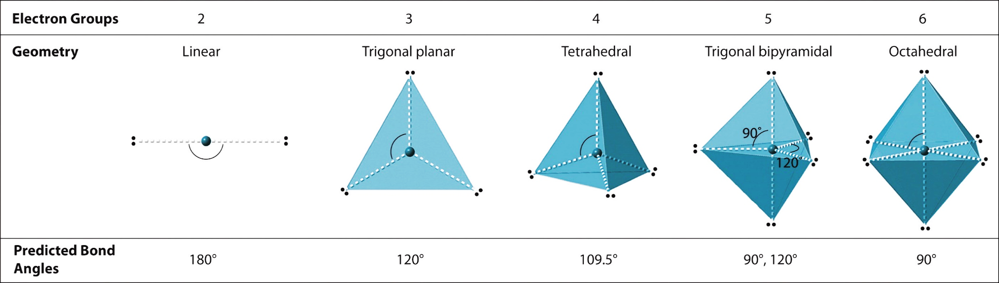 Electron Groups 2 3 4 5 6
Geometry Linear Trigonal planar Tetrahedral Trigonal bipyramidal Octahedral
90°
120°
Predicted Bond
Angles 180° 120° 109.5° 90°, 120° 90°